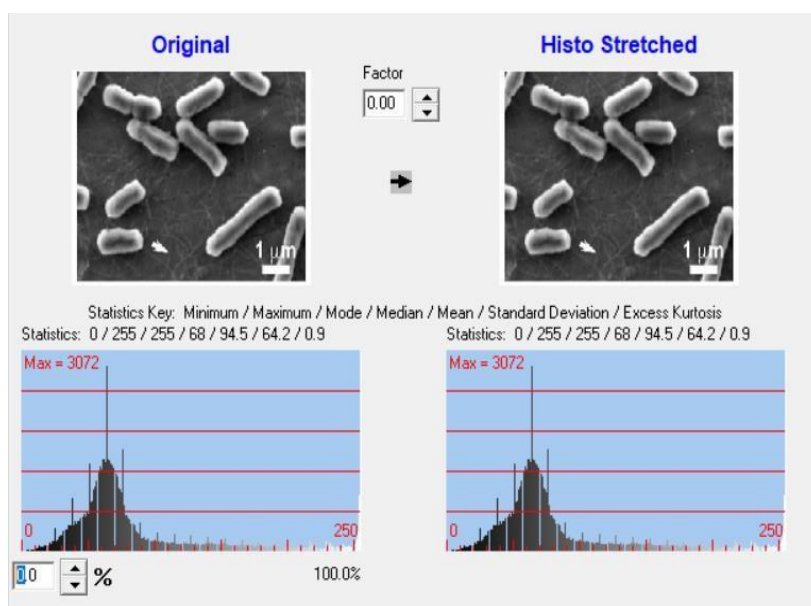 Original
Histo Stretched
Factor
0.00
1 μm
1 μm
Statistics Key: Minimum / Maximum / Mode / Median / Mean / Standard Deviation / Excess Kurtosis
Statistics: 0 / 255 / 255 / 68 / 94.5 / 64.2 / 0.9
Statistics: 0 / 255 / 255 / 68 / 94.5 / 64.2 / 0.9
Max = 3072
Max = 3072
0 250
0 250
0.0 % 100.0%